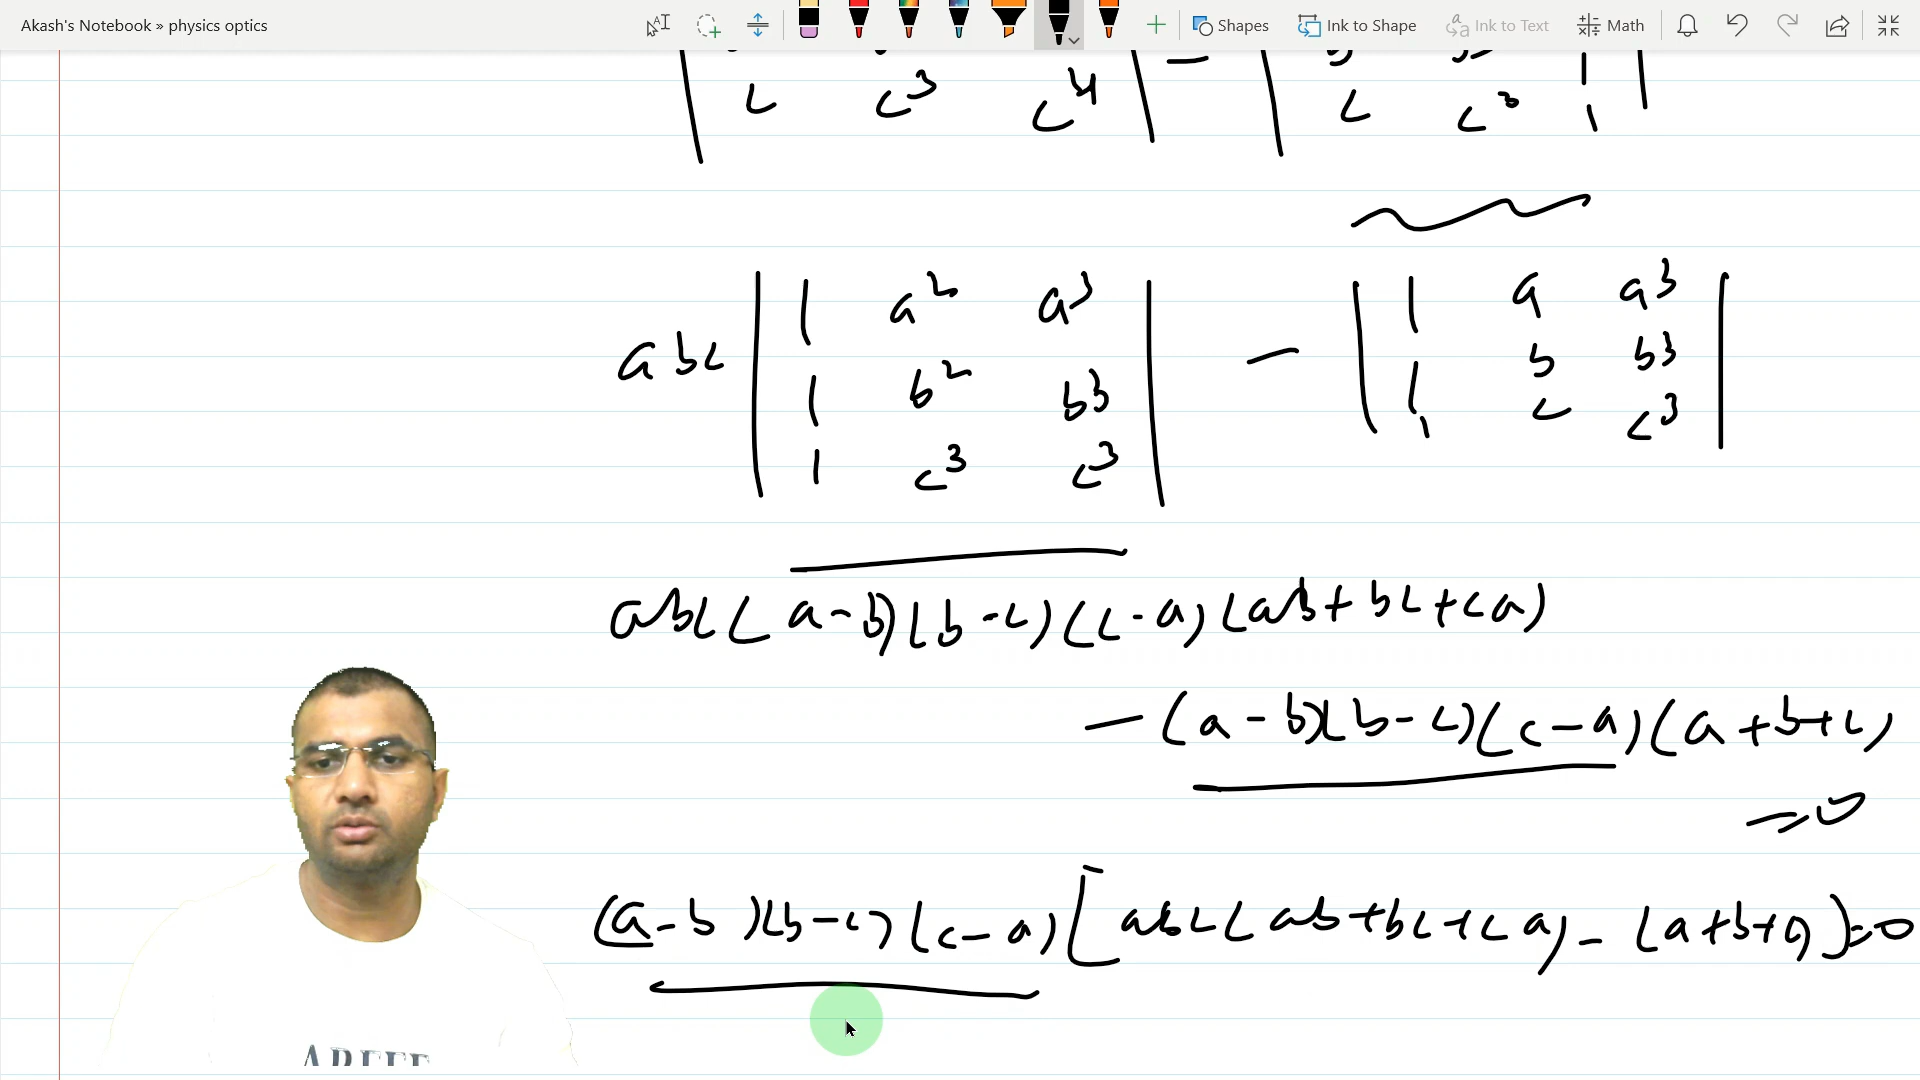 Akash's Notebook » physics optics
Shapes Ink to Shape Ink to Text Math
c c³ c⁴ | - | c c³ 1
abc | 1 a² a³ | - | 1 a a³ |
| 1 b² b³ | | 1 b b³ |
| 1 c³ c³ | | 1 c c³ |
abc(a-b)(b-c)(c-a)(ab+bc+ca)
-(a-b)(b-c)(c-a)(a+b+c)
=0
(a-b)(b-c)(c-a)[abc(ab+bc+ca)-(a+b+c)]=0